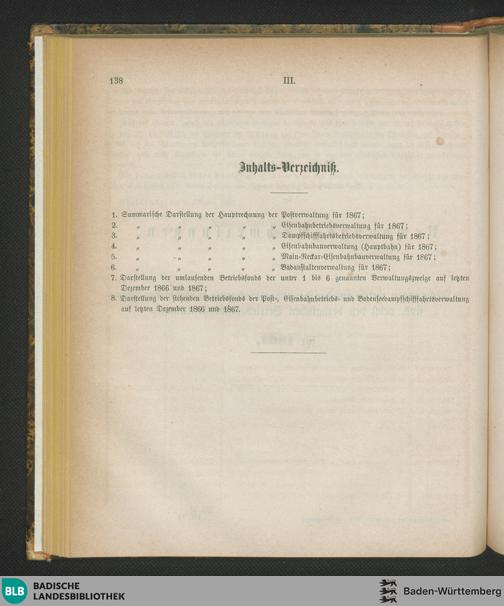 138 III.
Inhalts-Verzeichniß.
1. Summarische Darstellung der Hauptrechnung der Postverwaltung für 1867;
2. „ „ „ „ „ Eisenbahnbetriebsverwaltung für 1867;
3. „ „ „ „ „ Dampfschifffahrtsbetriebsverwaltung für 1867;
4. „ „ „ „ „ Eisenbahnbauverwaltung (Hauptbahn) für 1867;
5. „ „ „ „ „ Main-Neckar-Eisenbahnbauverwaltung für 1867;
6. „ „ „ „ „ Badanstaltenverwaltung für 1867;
7. Darstellung der umlaufenden Betriebsfonds der unter 1 bis 6 genannten Verwaltungszweige auf letzten
Dezember 1866 und 1867;
8. Darstellung der stehenden Betriebsfonds der Post-, Eisenbahnbetriebs- und Bodenseedampfschifffahrtsverwaltung
auf letzten Dezember 1866 und 1867.
BLB BADISCHE
LANDESBIBLIOTHEK
Baden-Württemberg